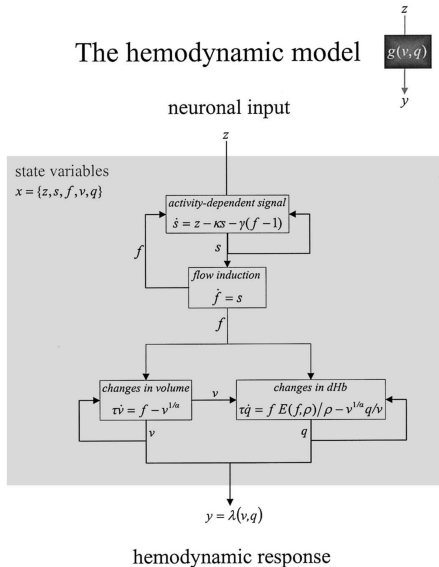 z
The hemodynamic model
g(v,q)
y
neuronal input
z
state variables
x = {z,s,f,v,q}
activity-dependent signal
ṡ = z − κs − γ(f −1)
f
s
flow induction
ḟ = s
f
changes in volume
τv̇ = f − v^{1/α}
v
changes in dHb
τq̇ = f E(f,ρ)/ρ − v^{1/α} q/v
v
q
y = λ(v,q)
hemodynamic response